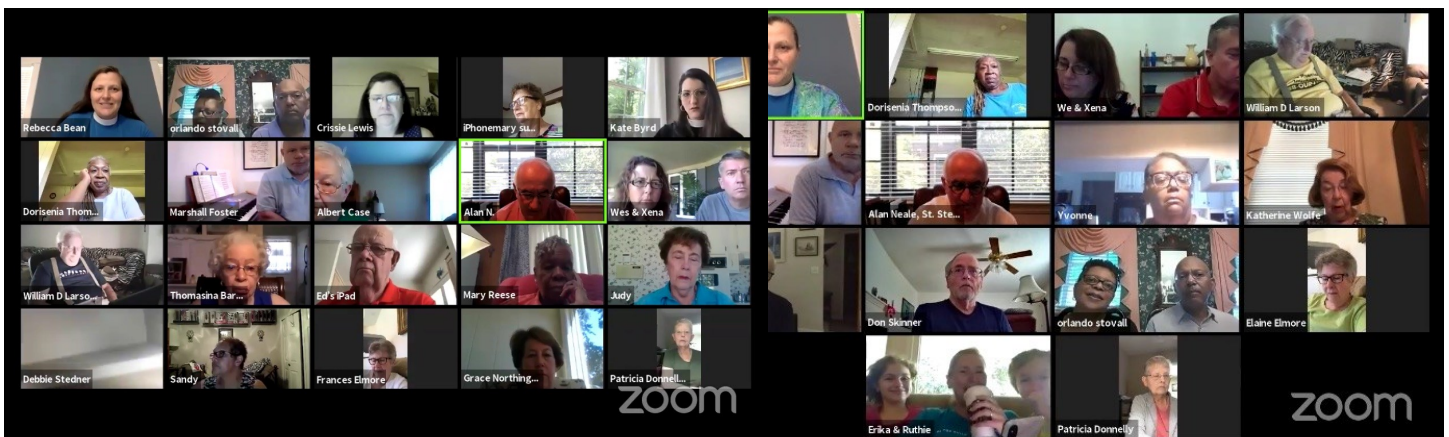 Rebecca Bean
orlando stovall
Crissie Lewis
iPhonemary su...
Kate Byrd
Dorisenia Thom...
Marshall Foster
Albert Case
Alan N.
Wes & Xena
William D Larso...
Thomasina Bar...
Ed's iPad
Mary Reese
Judy
Debbie Stedner
Sandy
Frances Elmore
Grace Northing...
Patricia Donnell...
zoom
Dorisenia Thompso...
We & Xena
William D Larson
Alan Neale, St. Ste...
Yvonne
Katherine Wolfe
Don Skinner
orlando stovall
Elaine Elmore
Erika & Ruthie
Patricia Donnelly
zoom